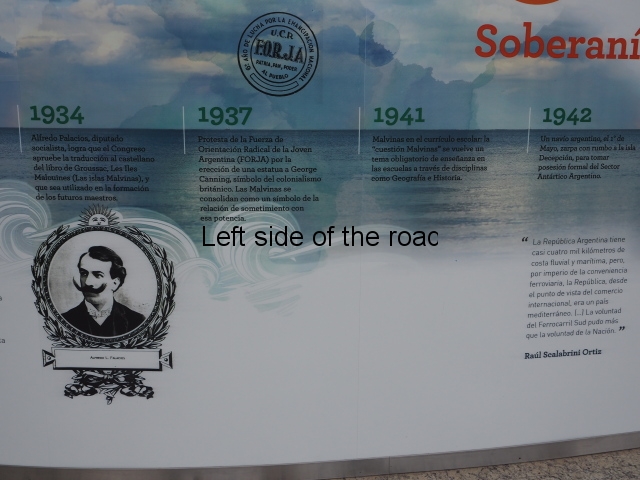 Soberaní
8º AÑO DE LUCHA POR LA EMANCIPACION NACIONAL
U.C.R.
F.O.R.J.A
PATRIA, PAN, PODER
AL PUEBLO
1934
Alfredo Palacios, diputado
socialista, logra que el Congreso
apruebe la traducción al castellano
del libro de Groussac, Les Iles
Malouines (Las islas Malvinas), y
que sea utilizado en la formación
de los futuros maestros.
1937
Protesta de la Fuerza de
Orientación Radical de la Joven
Argentina (FORJA) por la
erección de una estatua a George
Canning, símbolo del colonialismo
británico. Las Malvinas se
consolidan como un símbolo de la
relación de sometimiento con
esa potencia.
1941
Malvinas en el currículo escolar: la
"cuestión Malvinas" se vuelve un
tema obligatorio de enseñanza en
las escuelas a través de disciplinas
como Geografía e Historia.
1942
Un navío argentino, el 1º de
Mayo, zarpa con rumbo a la isla
Decepción, para tomar
posesión formal del Sector
Antártico Argentino.
Left side of the roac
" La República Argentina tiene
casi cuatro mil kilómetros de
costa fluvial y marítima, pero,
por imperio de la conveniencia
ferroviaria, la República, desde
el punto de vista del comercio
internacional, era un país
mediterráneo. [...] La voluntad
del Ferrocarril Sud pudo más
que la voluntad de la Nación. "
Raúl Scalabrini Ortiz
ALFREDO L. PALACIOS